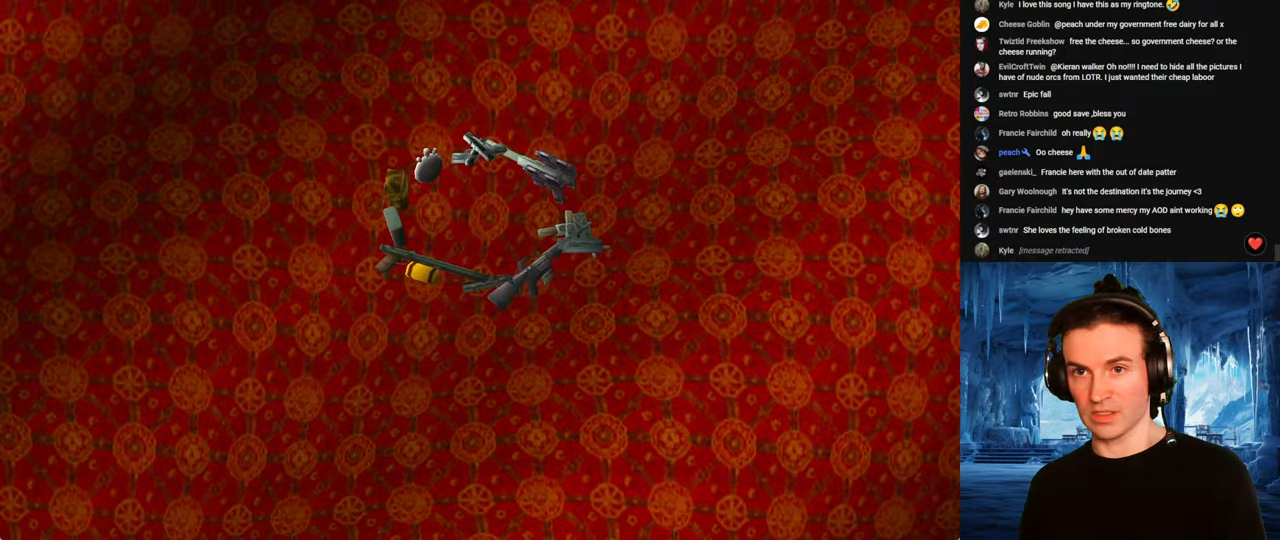 Kyle I love this song I have this as my ringtone. 🤣
Cheese Goblin @peach under my government free dairy for all x
Twiztid Freekshow free the cheese... so government cheese? or the
cheese running?
EvilCroftTwin @Kieran walker Oh no!!!! I need to hide all the pictures I
have of nude orcs from LOTR. I just wanted their cheap laboor
swtnr Epic fall
Retro Robbins good save ,bless you
Francie Fairchild oh really 😭 😭
peach🔧 Oo cheese 🙏
gaelenski_ Francie here with the out of date patter
Gary Woolnough It's not the destination it's the journey <3
Francie Fairchild hey have some mercy my AOD aint working 😭 🙄
swtnr She loves the feeling of broken cold bones
Kyle [message retracted]